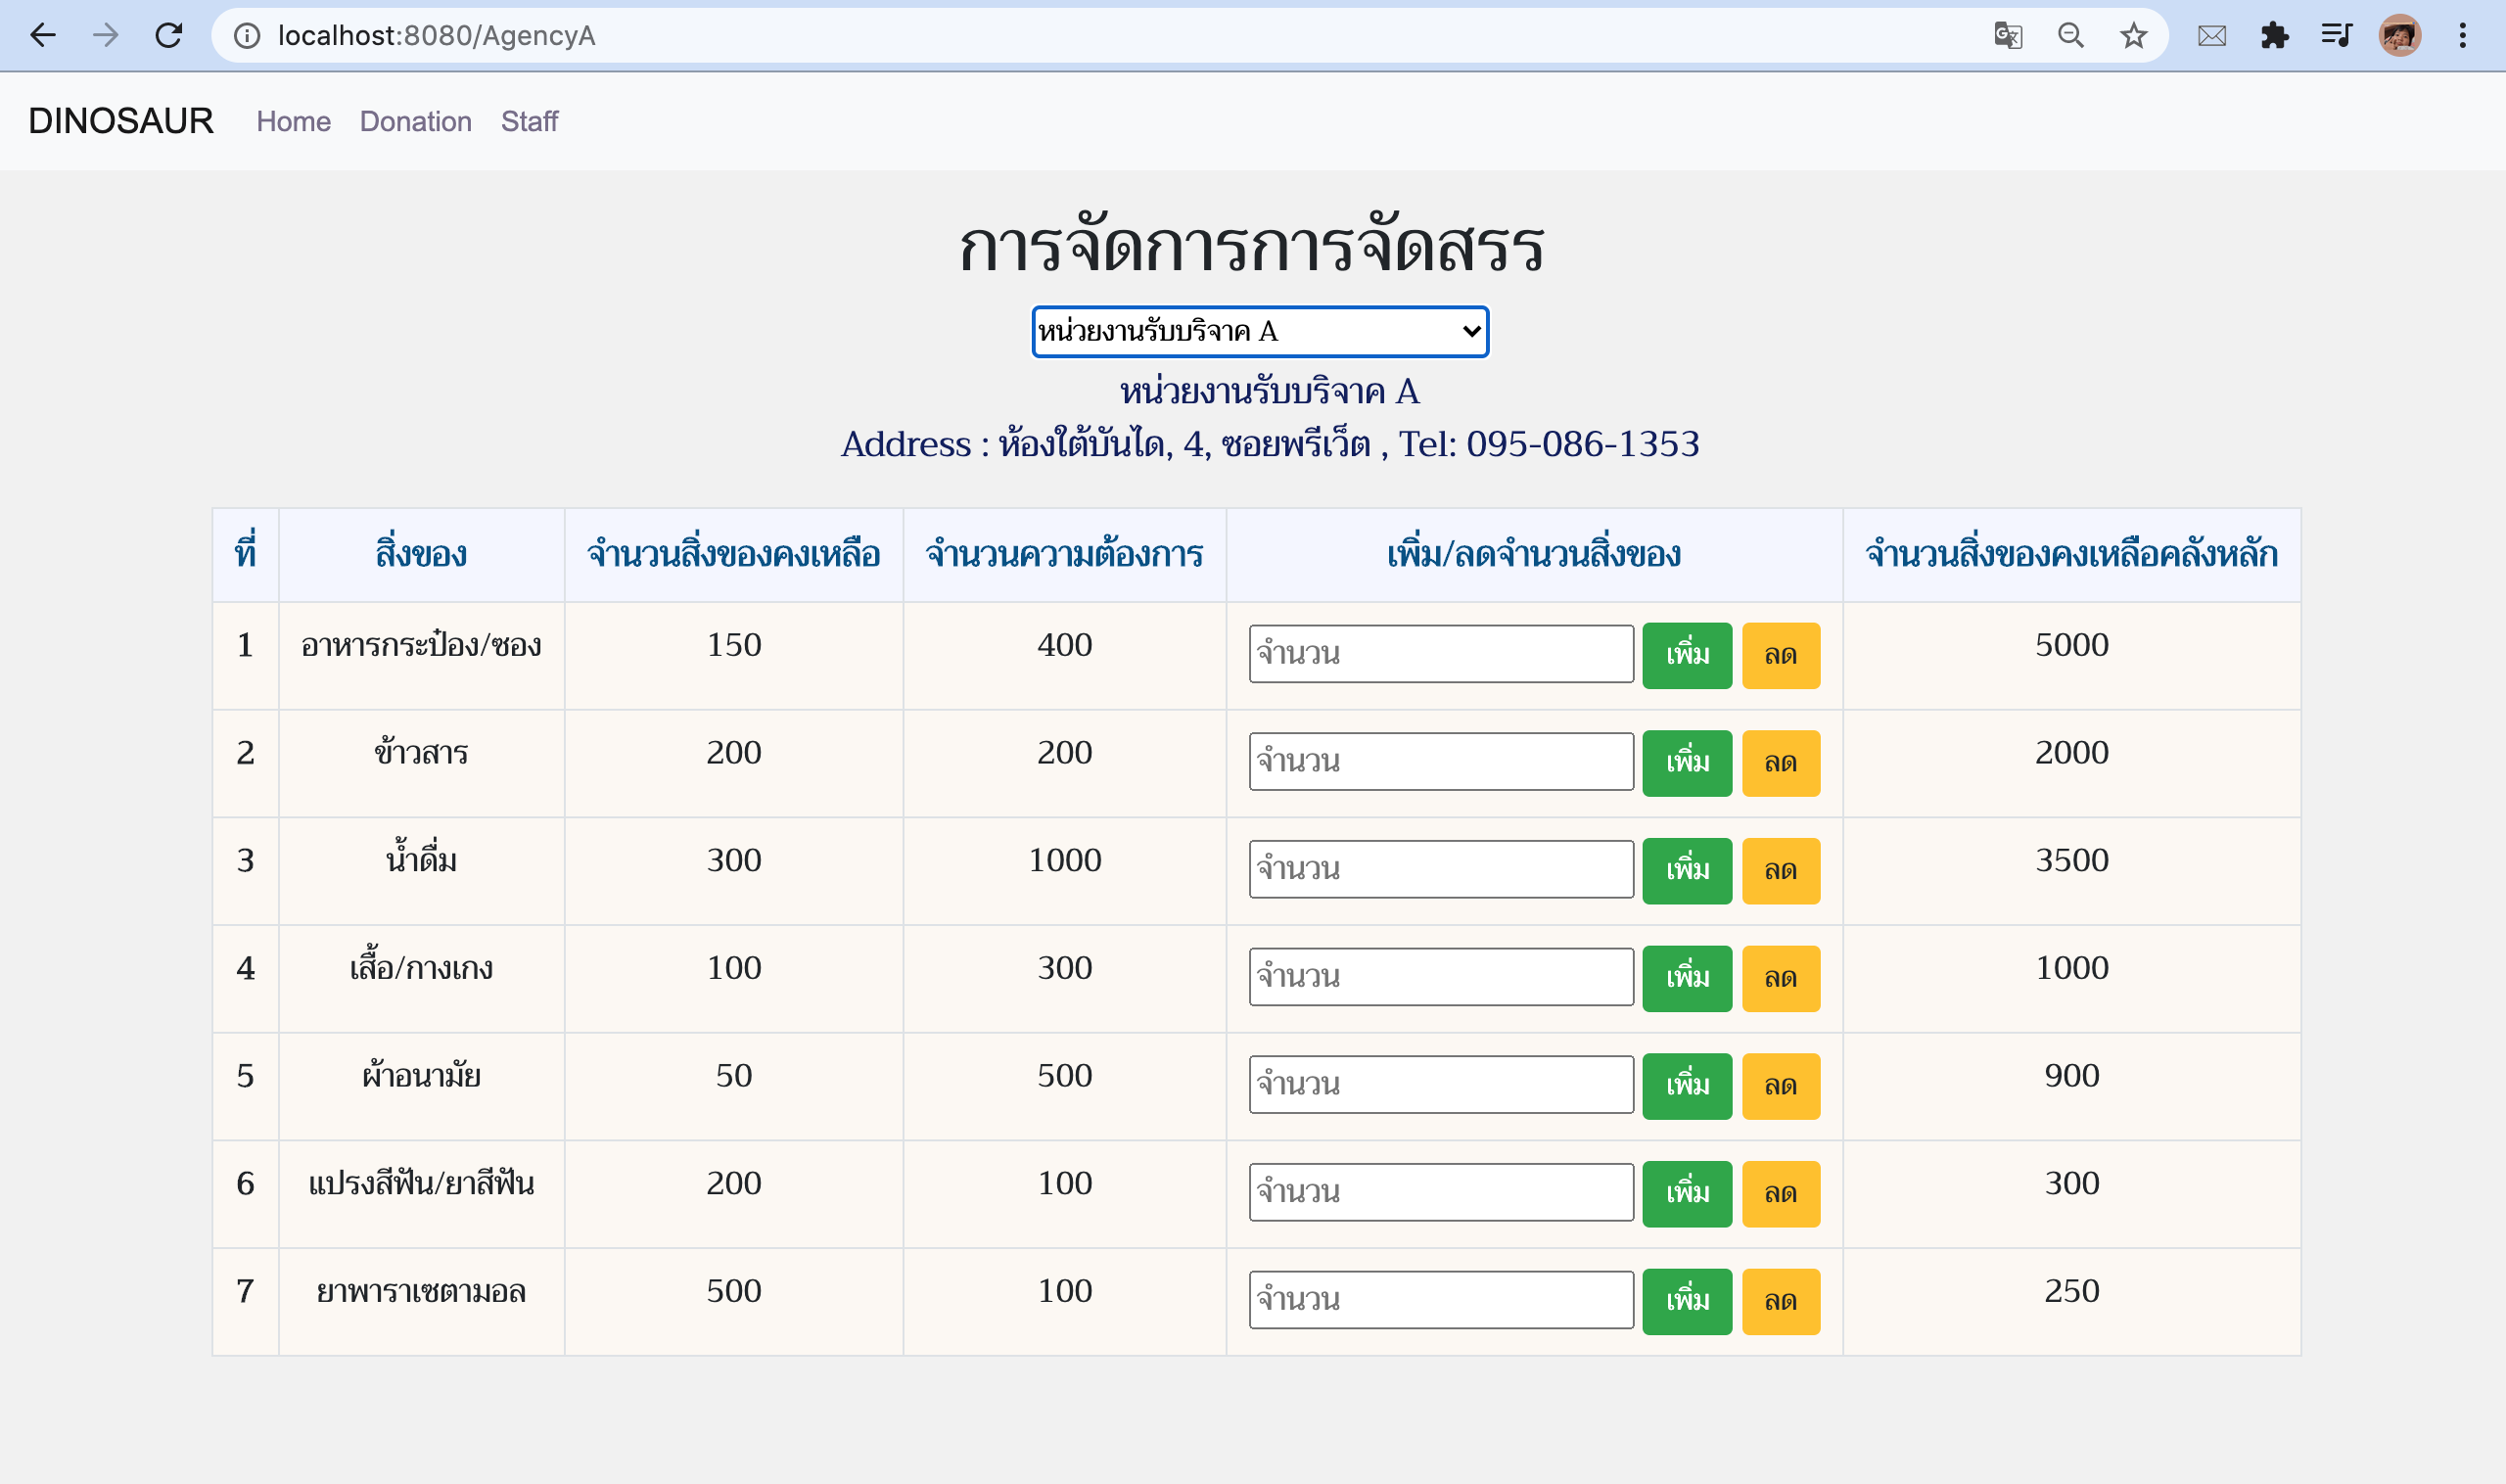 localhost:8080/AgencyA
DINOSAUR Home Donation Staff
การจัดการการจัดสรร
หน่วยงานรับบริจาค A
หน่วยงานรับบริจาค A
Address : ห้องใต้บันได, 4, ซอยพรีเว็ต , Tel: 095-086-1353
ที่ สิ่งของ จำนวนสิ่งของคงเหลือ จำนวนความต้องการ เพิ่ม/ลดจำนวนสิ่งของ จำนวนสิ่งของคงเหลือคลังหลัก
1 อาหารกระป๋อง/ซอง 150 400 จำนวน เพิ่ม ลด 5000
2 ข้าวสาร 200 200 จำนวน เพิ่ม ลด 2000
3 น้ำดื่ม 300 1000 จำนวน เพิ่ม ลด 3500
4 เสื้อ/กางเกง 100 300 จำนวน เพิ่ม ลด 1000
5 ผ้าอนามัย 50 500 จำนวน เพิ่ม ลด 900
6 แปรงสีฟัน/ยาสีฟัน 200 100 จำนวน เพิ่ม ลด 300
7 ยาพาราเซตามอล 500 100 จำนวน เพิ่ม ลด 250